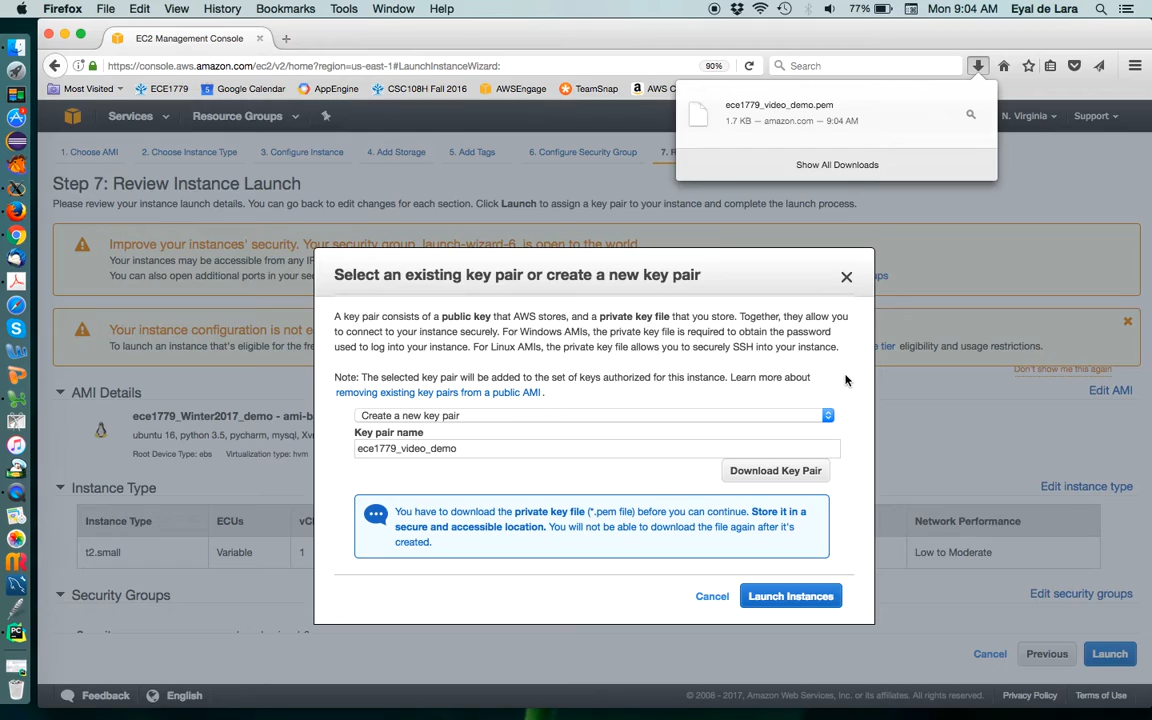 Firefox File Edit View History Bookmarks Tools Window Help 77% Mon 9:04 AM Eyal de Lara
EC2 Management Console
https://console.aws.amazon.com/ec2/v2/home?region=us-east-1#LaunchInstanceWizard: 90% Search
Most Visited ECE1779 Google Calendar AppEngine CSC108H Fall 2016 AWSEngage TeamSnap AWS C
ece1779_video_demo.pem
1.7 KB — amazon.com — 9:04 AM
Show All Downloads
Services Resource Groups N. Virginia Support
1. Choose AMI 2. Choose Instance Type 3. Configure Instance 4. Add Storage 5. Add Tags 6. Configure Security Group 7. R
Step 7: Review Instance Launch
Please review your instance launch details. You can go back to edit changes for each section. Click Launch to assign a key pair to your instance and complete the launch process.
Improve your instances' security. Your security group, launch-wizard-6, is open to the world.
Your instances may be accessible from any IP
You can also open additional ports in your sec
ups
Your instance configuration is not e
To launch an instance that's eligible for the fre
e tier eligibility and usage restrictions.
Don't show me this again
AMI Details
Edit AMI
ece1779_Winter2017_demo - ami-b
ubuntu 16, python 3.5, pycharm, mysql, Xv
Root Device Type: ebs Virtualization type: hvm
Instance Type
Edit instance type
Instance Type ECUs vC Network Performance
t2.small Variable 1 Low to Moderate
Security Groups
Edit security groups
Select an existing key pair or create a new key pair
A key pair consists of a public key that AWS stores, and a private key file that you store. Together, they allow you
to connect to your instance securely. For Windows AMIs, the private key file is required to obtain the password
used to log into your instance. For Linux AMIs, the private key file allows you to securely SSH into your instance.
Note: The selected key pair will be added to the set of keys authorized for this instance. Learn more about
removing existing key pairs from a public AMI .
Create a new key pair
Key pair name
ece1779_video_demo
Download Key Pair
You have to download the private key file (*.pem file) before you can continue. Store it in a
secure and accessible location. You will not be able to download the file again after it's
created.
Cancel Launch Instances
Cancel Previous Launch
Feedback English © 2008 - 2017, Amazon Web Services, Inc. or its affiliates. All rights reserved. Privacy Policy Terms of Use